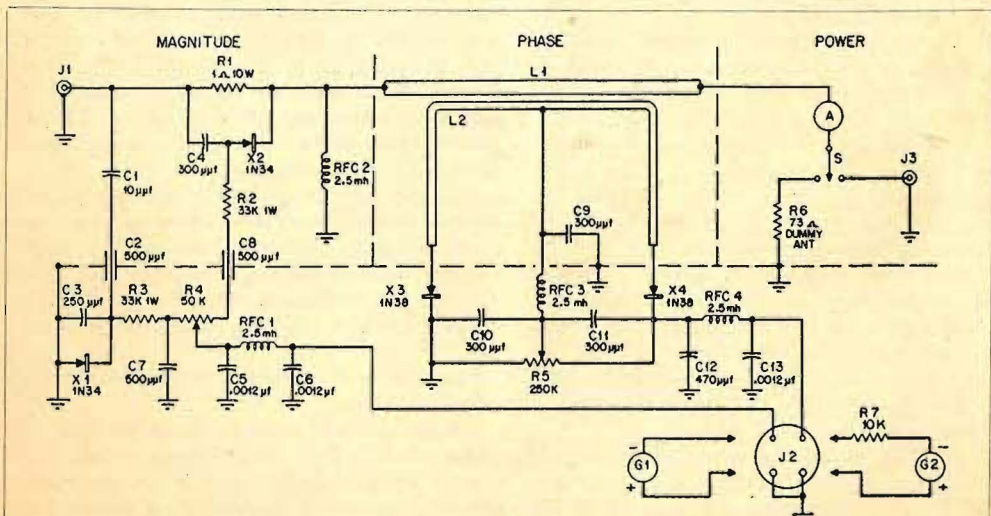 MAGNITUDE
PHASE
POWER
J1
R1
1Ω 10W
L1
L2
A
S
J3
C4
300μμf
X2
1N34
C1
10μμf
RFC 2
2.5mh
R2
33K 1W
C9
300μμf
R6
73 Ω
DUMMY
ANT
C2
500μμf
C8
500μμf
C3
250μμf
R3
33K 1W
R4
50 K
X3
1N38
RFC 3
2.5 mh
X4
1N38
RFC 4
2.5mh
RFC 1
2.5mh
C10
300μμf
C11
300μμf
X1
1N34
C7
500μμf
C5
.0012μf
C6
.0012μf
R5
250K
C12
470μμf
C13
.0012μf
R7
10K
G1
- +
J2
G2
- +